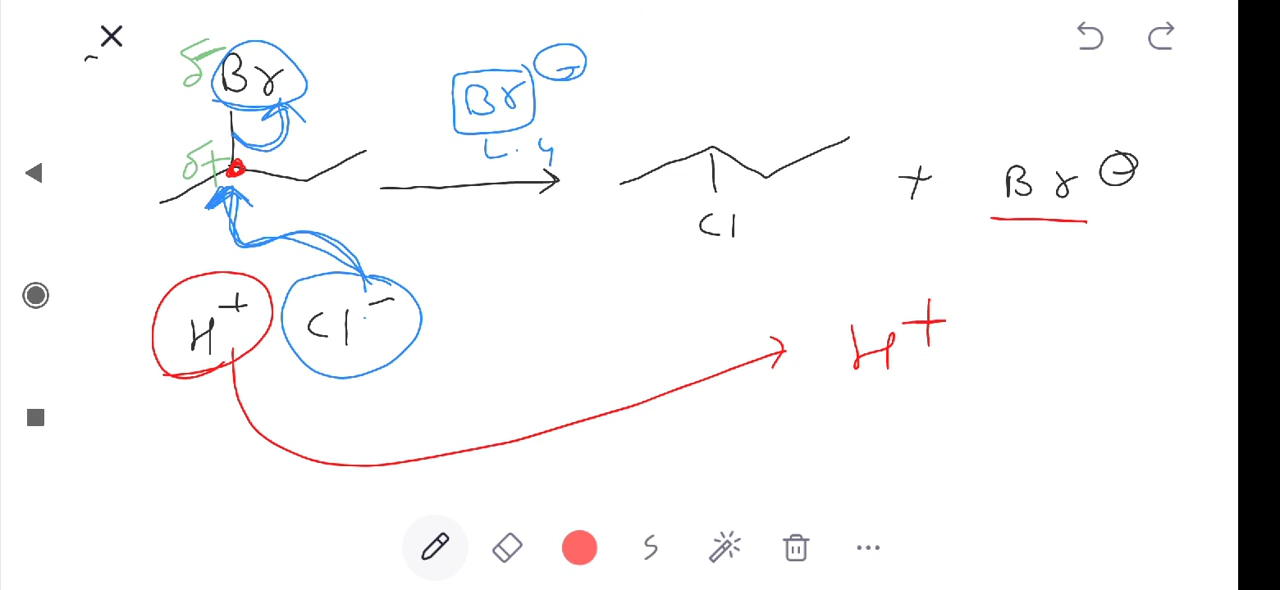 δ- Br
Br -
L. G
δ+
Cl
+ Br ⊖
H+ Cl-
H+